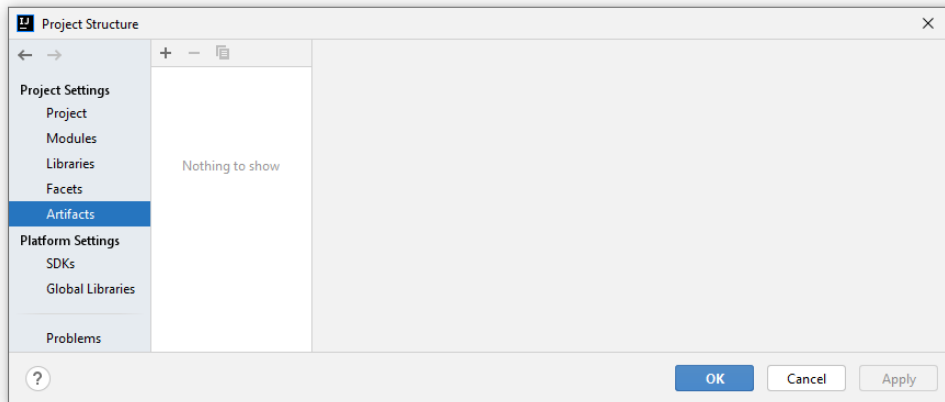 IJ Project Structure
Project Settings
Project
Modules
Libraries
Facets
Artifacts
Platform Settings
SDKs
Global Libraries
Problems
Nothing to show
?
OK Cancel Apply